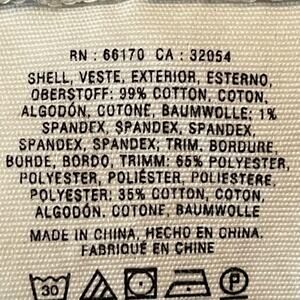 RN : 66170 CA : 32054
SHELL, VESTE, EXTERIOR, ESTERNO,
OBERSTOFF: 99% COTTON, COTON,
ALGODÓN, COTONE, BAUMWOLLE; 1%
SPANDEX, SPANDEX, SPANDEX,
SPANDEX, SPANDEX; TRIM, BORDURE,
BORDE, BORDO, TRIMM: 65% POLYESTER,
POLYESTER, POLIÉSTER, POLIESTERE,
POLYESTER; 35% COTTON, COTON,
ALGODON, COTONE, BAUMWOLLE
MADE IN CHINA, HECHO EN CHINA,
FABRIQUÉ EN CHINE
30 P